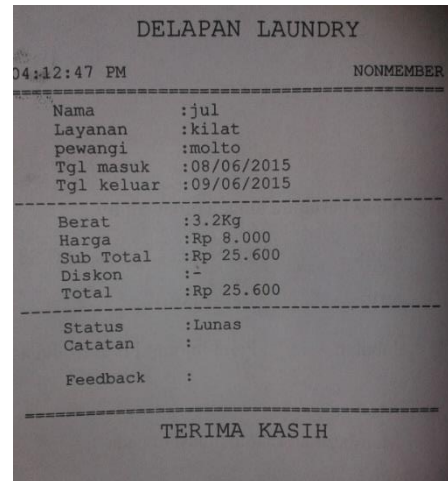 DELAPAN LAUNDRY
04:12:47 PM NONMEMBER
================================================
Nama :jul
Layanan :kilat
pewangi :molto
Tgl masuk :08/06/2015
Tgl keluar :09/06/2015
------------------------------------------------
Berat :3.2Kg
Harga :Rp 8.000
Sub Total :Rp 25.600
Diskon :-
Total :Rp 25.600
------------------------------------------------
Status :Lunas
Catatan :
Feedback :
================================================
TERIMA KASIH